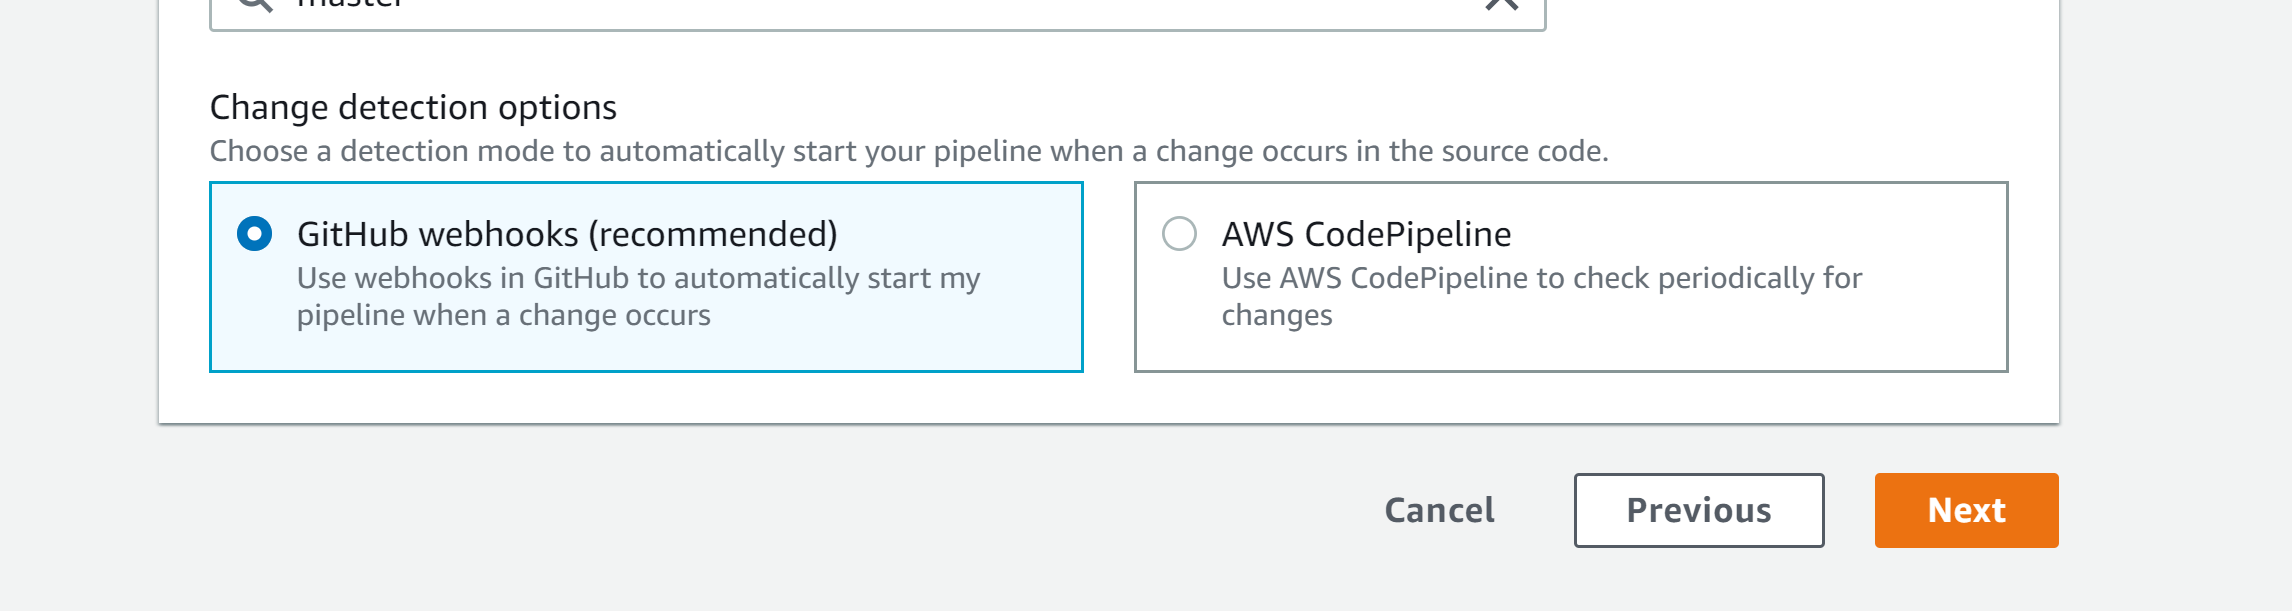 master
Change detection options
Choose a detection mode to automatically start your pipeline when a change occurs in the source code.
GitHub webhooks (recommended)
Use webhooks in GitHub to automatically start my
pipeline when a change occurs
AWS CodePipeline
Use AWS CodePipeline to check periodically for
changes
Cancel
Previous
Next